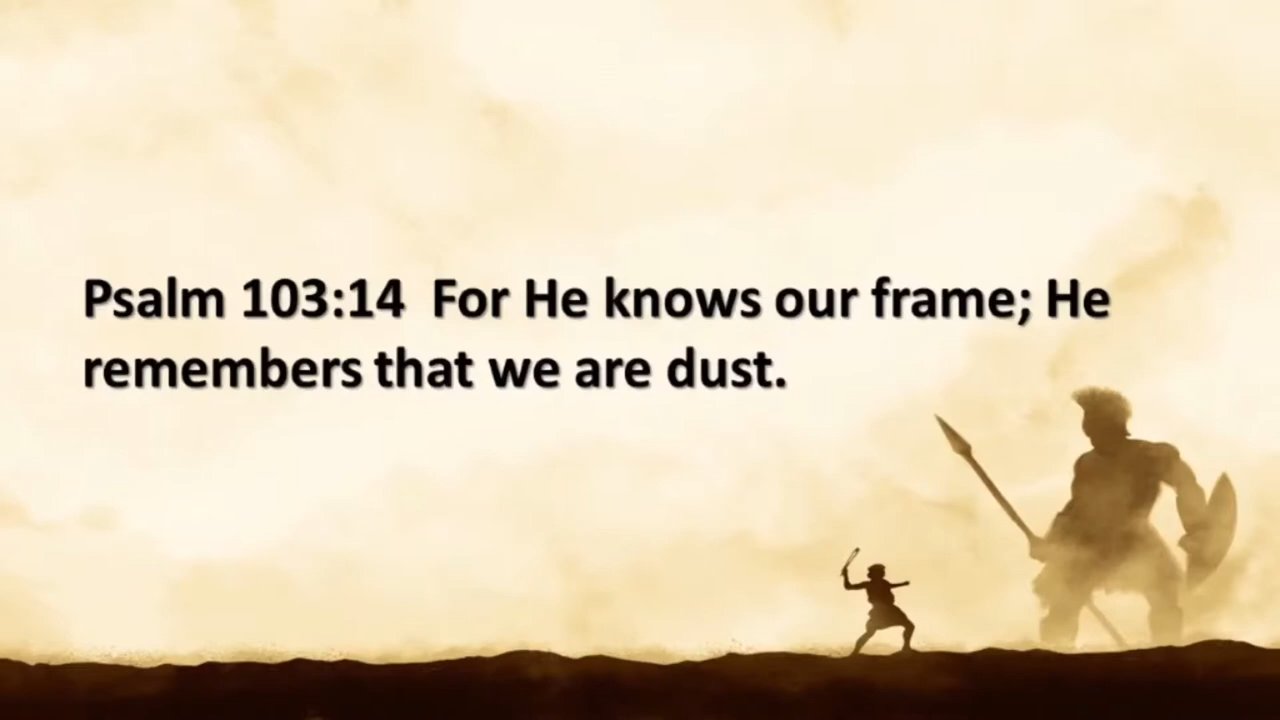 Psalm 103:14  For He knows our frame; He
remembers that we are dust.